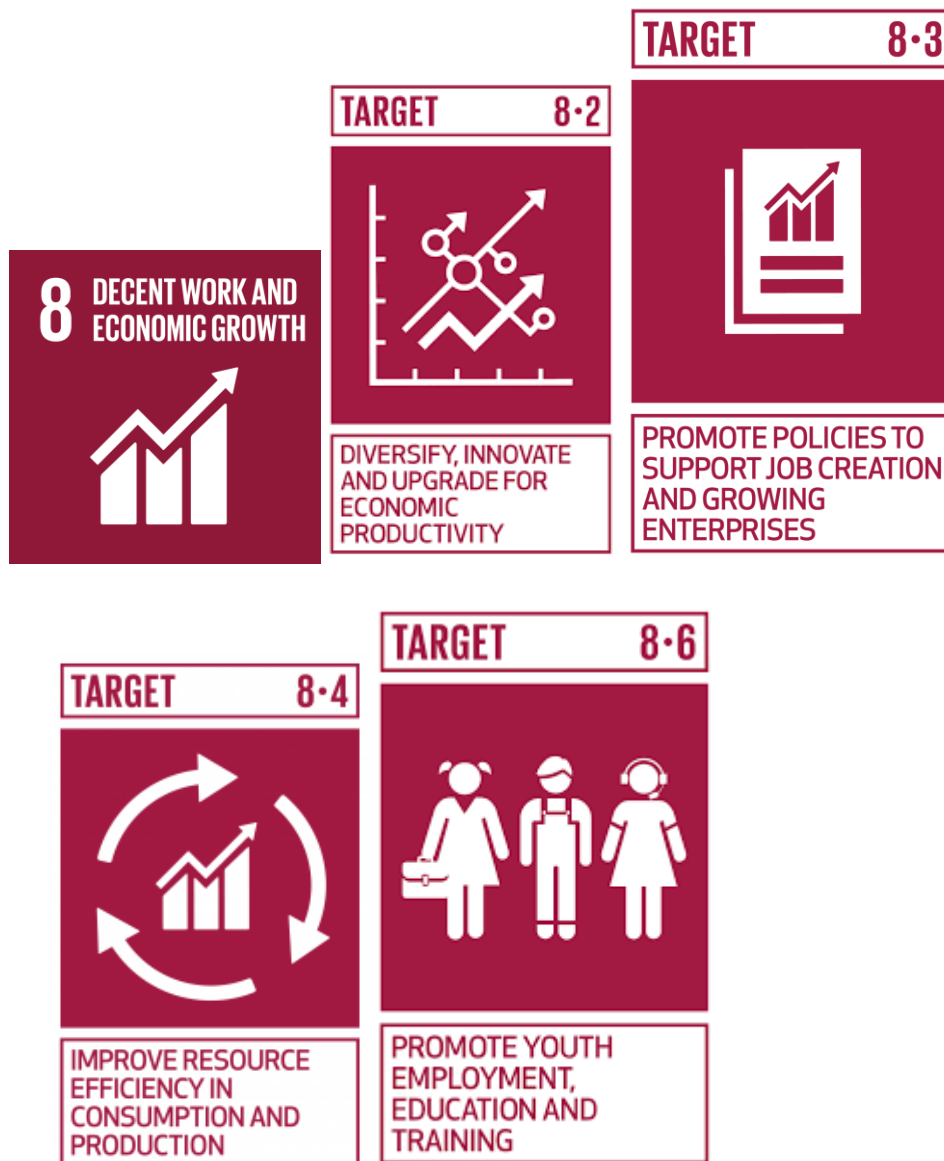 8 DECENT WORK AND
ECONOMIC GROWTH
TARGET 8·2
DIVERSIFY, INNOVATE
AND UPGRADE FOR
ECONOMIC
PRODUCTIVITY
TARGET 8·3
PROMOTE POLICIES TO
SUPPORT JOB CREATION
AND GROWING
ENTERPRISES
TARGET 8·4
IMPROVE RESOURCE
EFFICIENCY IN
CONSUMPTION AND
PRODUCTION
TARGET 8·6
PROMOTE YOUTH
EMPLOYMENT,
EDUCATION AND
TRAINING